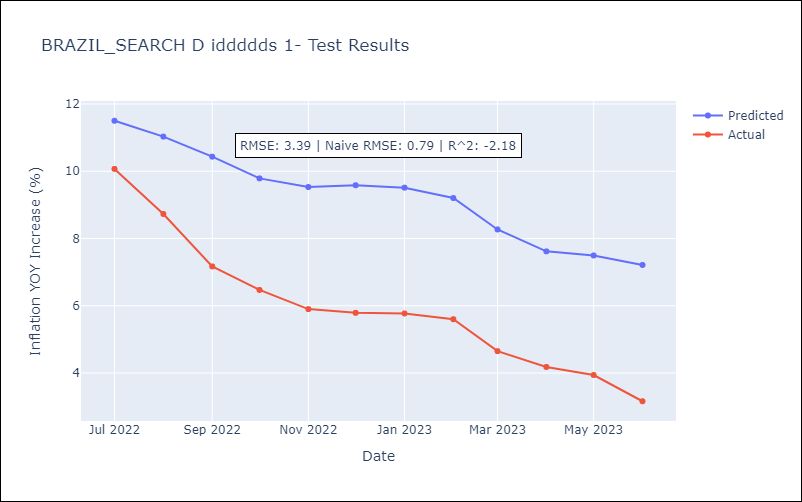 BRAZIL_SEARCH D iddddds 1- Test Results
12
10
8
6
4
Inflation YOY Increase (%)
RMSE: 3.39 | Naive RMSE: 0.79 | R^2: -2.18
Predicted
Actual
Jul 2022
Sep 2022
Nov 2022
Jan 2023
Mar 2023
May 2023
Date